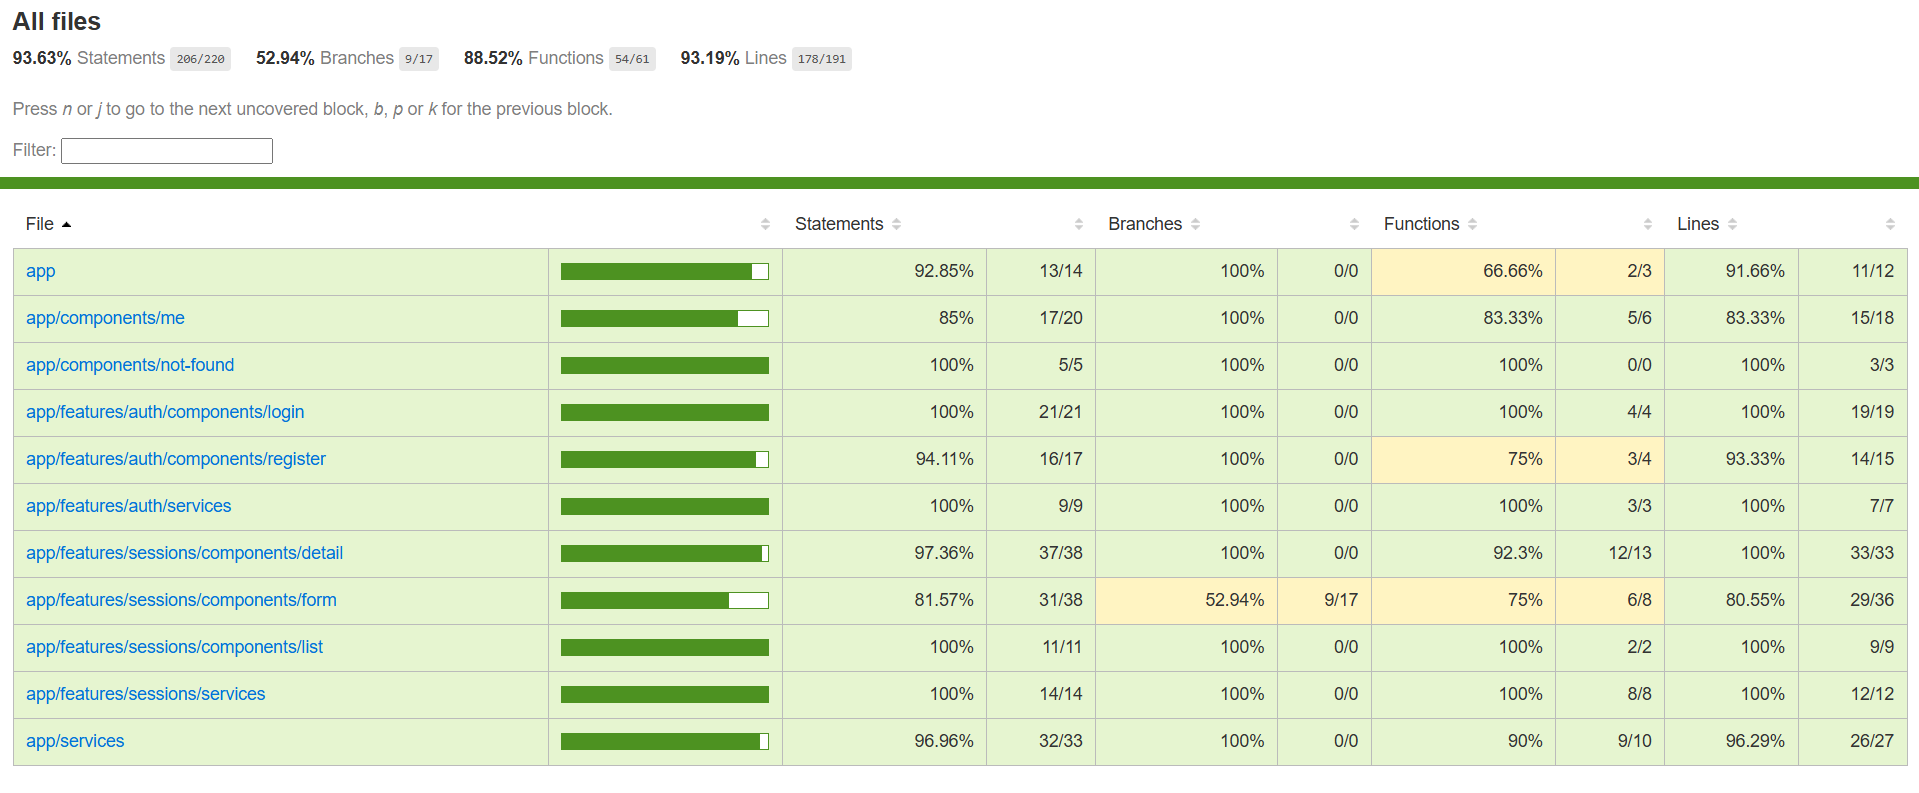 All files
93.63% Statements 206/220 52.94% Branches 9/17 88.52% Functions 54/61 93.19% Lines 178/191
Press n or j to go to the next uncovered block, b, p or k for the previous block.
Filter:
File Statements Branches Functions Lines
app 92.85% 13/14 100% 0/0 66.66% 2/3 91.66% 11/12
app/components/me 85% 17/20 100% 0/0 83.33% 5/6 83.33% 15/18
app/components/not-found 100% 5/5 100% 0/0 100% 0/0 100% 3/3
app/features/auth/components/login 100% 21/21 100% 0/0 100% 4/4 100% 19/19
app/features/auth/components/register 94.11% 16/17 100% 0/0 75% 3/4 93.33% 14/15
app/features/auth/services 100% 9/9 100% 0/0 100% 3/3 100% 7/7
app/features/sessions/components/detail 97.36% 37/38 100% 0/0 92.3% 12/13 100% 33/33
app/features/sessions/components/form 81.57% 31/38 52.94% 9/17 75% 6/8 80.55% 29/36
app/features/sessions/components/list 100% 11/11 100% 0/0 100% 2/2 100% 9/9
app/features/sessions/services 100% 14/14 100% 0/0 100% 8/8 100% 12/12
app/services 96.96% 32/33 100% 0/0 90% 9/10 96.29% 26/27